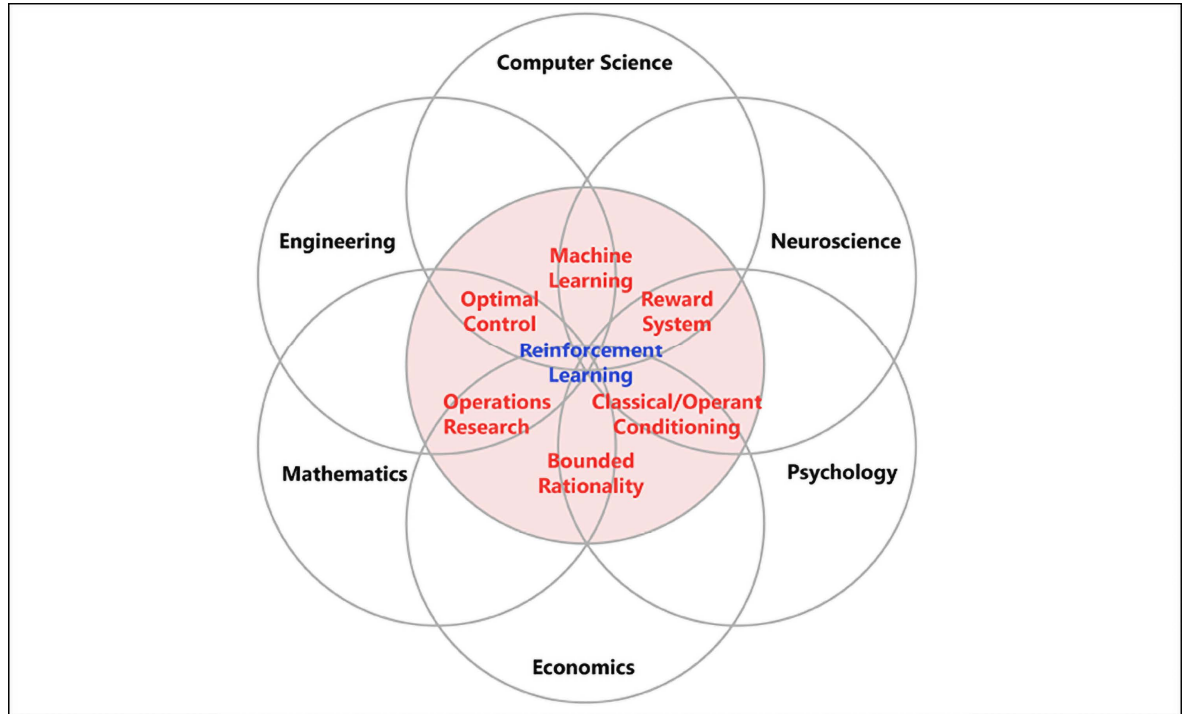 Computer Science
Engineering
Neuroscience
Machine
Learning
Optimal
Control
Reward
System
Reinforcement
Learning
Operations
Research
Classical/Operant
Conditioning
Bounded
Rationality
Mathematics
Psychology
Economics